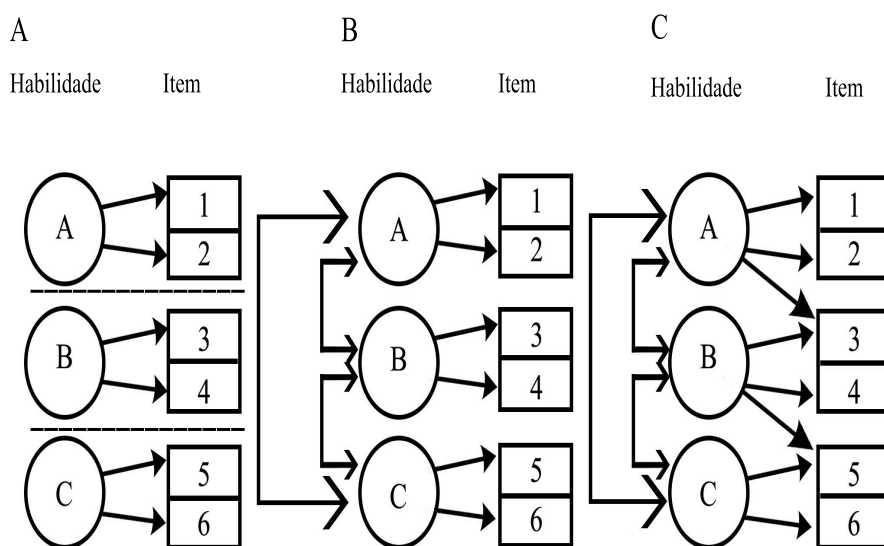 A B C
Habilidade Item Habilidade Item Habilidade Item
A 1 A 1 A 1
2 2 2
B 3 B 3 B 3
4 4 4
C 5 C 5 C 5
6 6 6